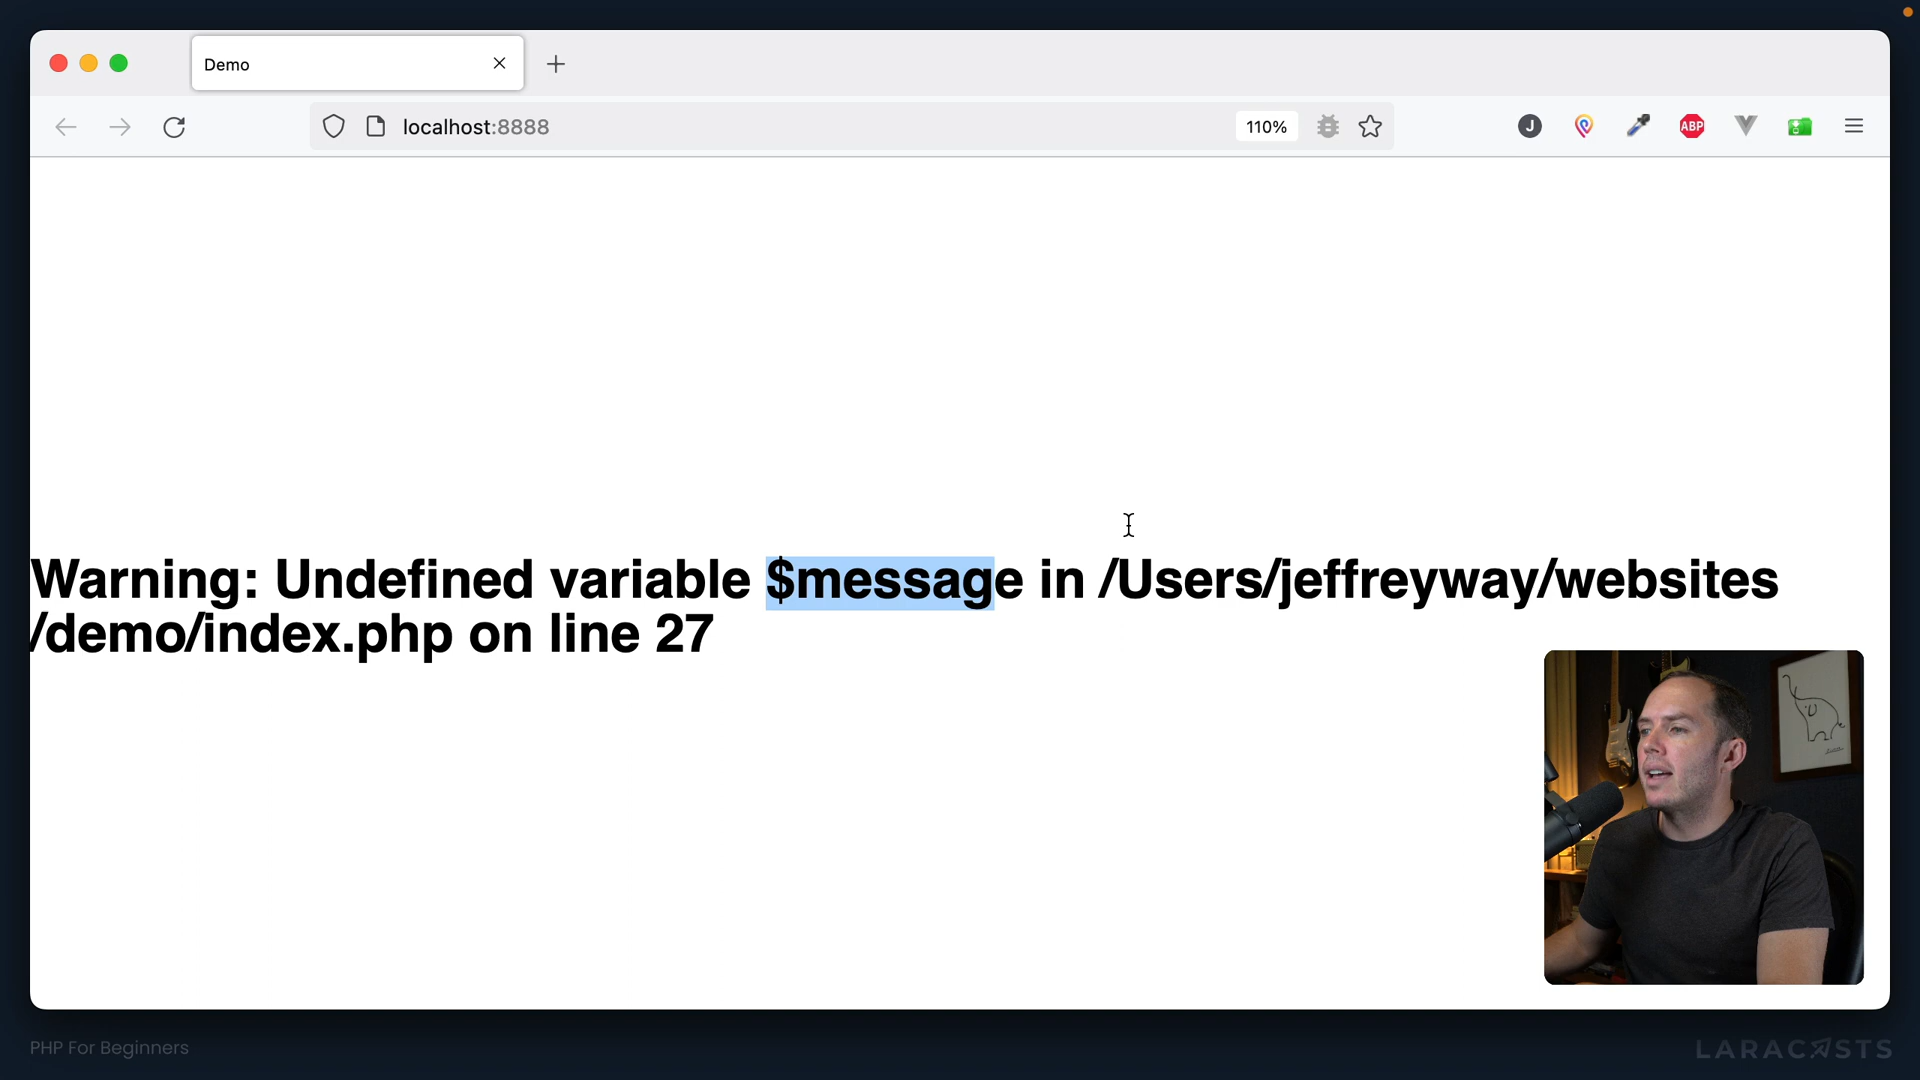 Demo
localhost:8888
110%
J
ABP
Warning: Undefined variable $message in /Users/jeffreyway/websites
/demo/index.php on line 27
PHP For Beginners
LARACASTS